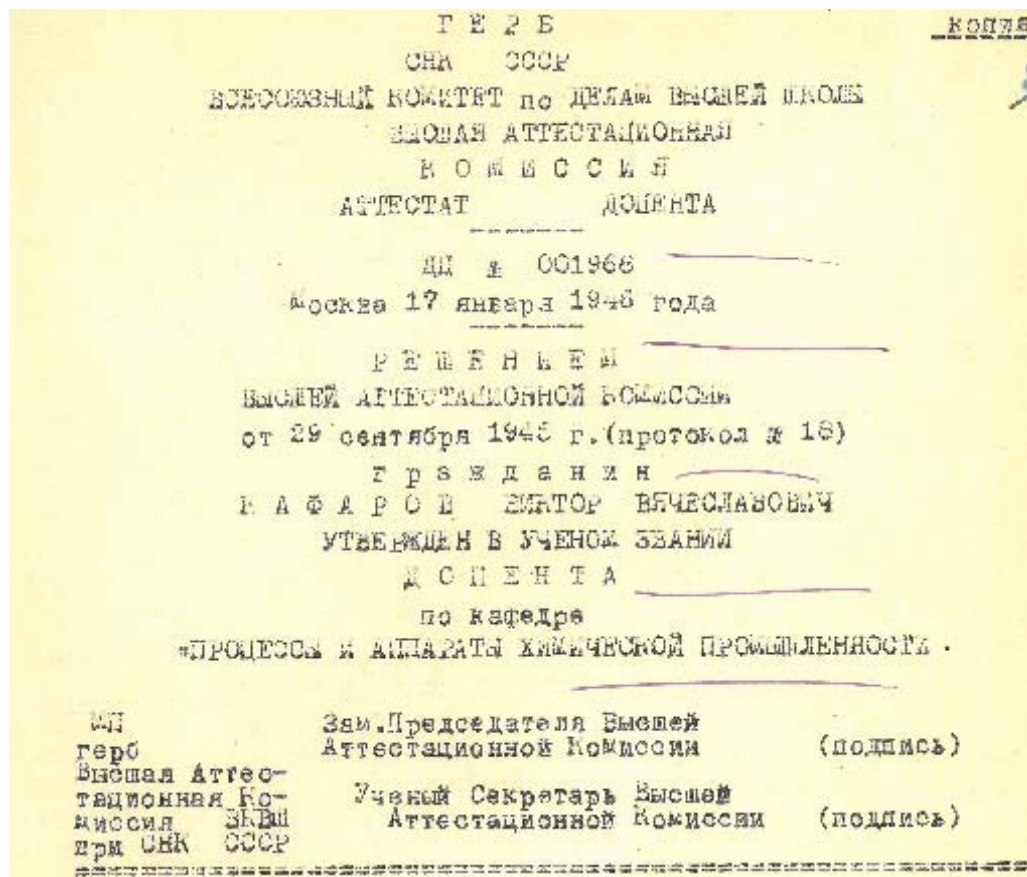 Г Е Р Б
копия
СНК СССР
ВСЕСОЮЗНЫЙ КОМИТЕТ по ДЕЛАМ ВЫСШЕЙ ШКОЛЫ
ВЫСШАЯ АТТЕСТАЦИОННАЯ
К О М И С С И Я
АТТЕСТАТ ДОЦЕНТА
-------
ДЦ № 001966
Москва 17 января 1946 года
-------
Р Е Ш Е Н И Е М
ВЫСШЕЙ АТТЕСТАЦИОННОЙ КОМИССИИ
от 29 сентября 1945 г.(протокол № 18)
г р а ж д а н и н
К А Ф А Р О В ВИКТОР ВЯЧЕСЛАВОВИЧ
УТВЕРЖДЕН В УЧЕНОМ ЗВАНИИ
Д О Ц Е Н Т А
по кафедре
"ПРОЦЕССЫ И АППАРАТЫ ХИМИЧЕСКОЙ ПРОМЫШЛЕННОСТИ.
МП Зам.Председателя Высшей
герб Аттестационной Комиссии (подпись)
Высшая Аттес-
тационная Ко- Ученый Секретарь Высшей
миссия ВКВШ Аттестационной Комиссии (подпись)
при СНК СССР